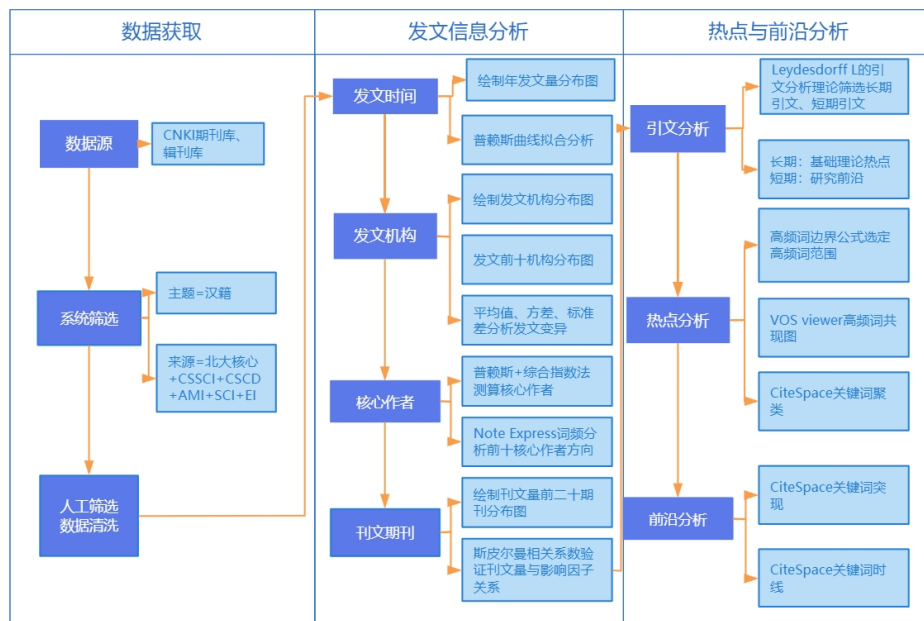 数据获取
数据源
CNKI期刊库、
辑刊库
系统筛选
主题=汉籍
来源=北大核心
+CSSCI+CSCD
+AMI+SCI+EI
人工筛选
数据清洗
发文信息分析
发文时间
绘制年发文量分布图
普赖斯曲线拟合分析
发文机构
绘制发文机构分布图
发文前十机构分布图
平均值、方差、标准
差分析发文变异
核心作者
普赖斯+综合指数法
测算核心作者
Note Express词频分
析前十核心作者方向
刊文期刊
绘制刊文量前二十期
刊分布图
斯皮尔曼相关系数验
证刊文量与影响因子
关系
热点与前沿分析
引文分析
Leydesdorff L的引
文分析理论筛选长期
引文、短期引文
长期：基础理论热点
短期：研究前沿
热点分析
高频词边界公式选定
高频词范围
VOS viewer高频词共
现图
CiteSpace关键词聚
类
前沿分析
CiteSpace关键词突
现
CiteSpace关键词时
线